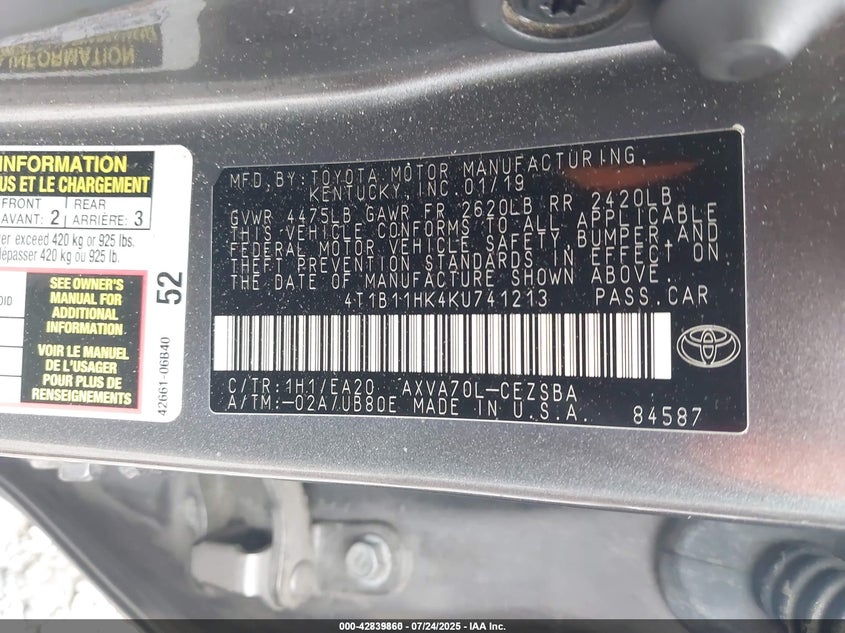 INFORMATION
INFORMATION
US ET LE CHARGEMENT
FRONT
AVANT: 2
REAR
ARRIÈRE: 3
er exceed 420 kg or 925 lbs.
dépasser 420 kg ou 925 lb.
OID
SEE OWNER'S
MANUAL FOR
ADDITIONAL
INFORMATION
VOIR LE MANUEL
DE L'USAGER
POUR PLUS DE
RENSEIGNEMENTS
52
42661-06B40
MFD. BY: TOYOTA MOTOR MANUFACTURING,
KENTUCKY, INC. 01/19
GVWR 4475LB GAWR FR 2620LB RR 2420LB
THIS VEHICLE CONFORMS TO ALL APPLICABLE
FEDERAL MOTOR VEHICLE SAFETY, BUMPER, AND
THEFT PREVENTION STANDARDS IN EFFECT ON
THE DATE OF MANUFACTURE SHOWN ABOVE.
4T1B11HK4KU741213 PASS. CAR
C/TR: 1H1/EA20 AXVA70L-CEZSBA
A/TM: -02A/UB80E MADE IN U.S.A. 84587
000-42839860 - 07/24/2025 - IAA Inc.